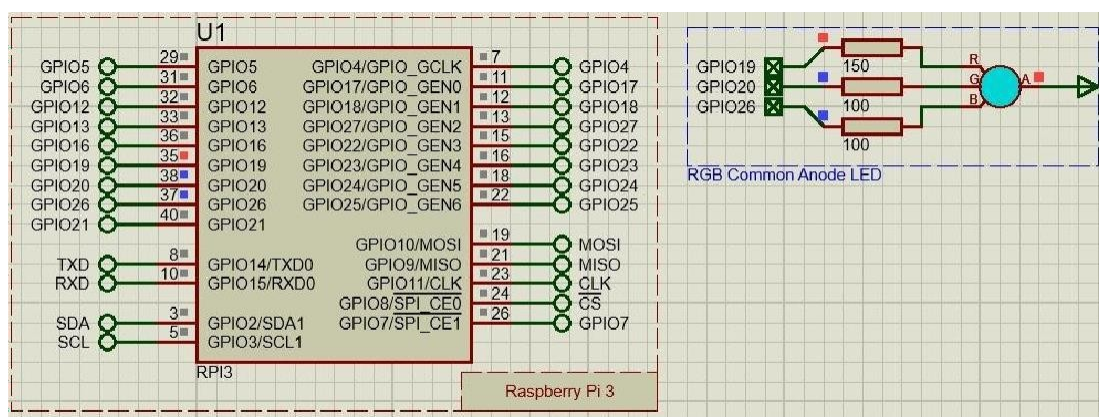 U1
GPIO5 29 GPIO5 GPIO4/GPIO_GCLK 7 GPIO4
GPIO6 31 GPIO6 GPIO17/GPIO_GEN0 11 GPIO17
GPIO12 32 GPIO12 GPIO18/GPIO_GEN1 12 GPIO18
GPIO13 33 GPIO13 GPIO27/GPIO_GEN2 13 GPIO27
GPIO16 36 GPIO16 GPIO22/GPIO_GEN3 15 GPIO22
GPIO19 35 GPIO19 GPIO23/GPIO_GEN4 16 GPIO23
GPIO20 38 GPIO20 GPIO24/GPIO_GEN5 18 GPIO24
GPIO26 37 GPIO26 GPIO25/GPIO_GEN6 22 GPIO25
GPIO21 40 GPIO21
GPIO10/MOSI 19 MOSI
TXD 8 GPIO14/TXD0 GPIO9/MISO 21 MISO
RXD 10 GPIO15/RXD0 GPIO11/CLK 23 CLK
GPIO8/SPI_CE0 24 CS
SDA 3 GPIO2/SDA1 GPIO7/SPI_CE1 26 GPIO7
SCL 5 GPIO3/SCL1
RPI3
Raspberry Pi 3
GPIO19 150 R
GPIO20 100 G A
GPIO26 100 B
RGB Common Anode LED